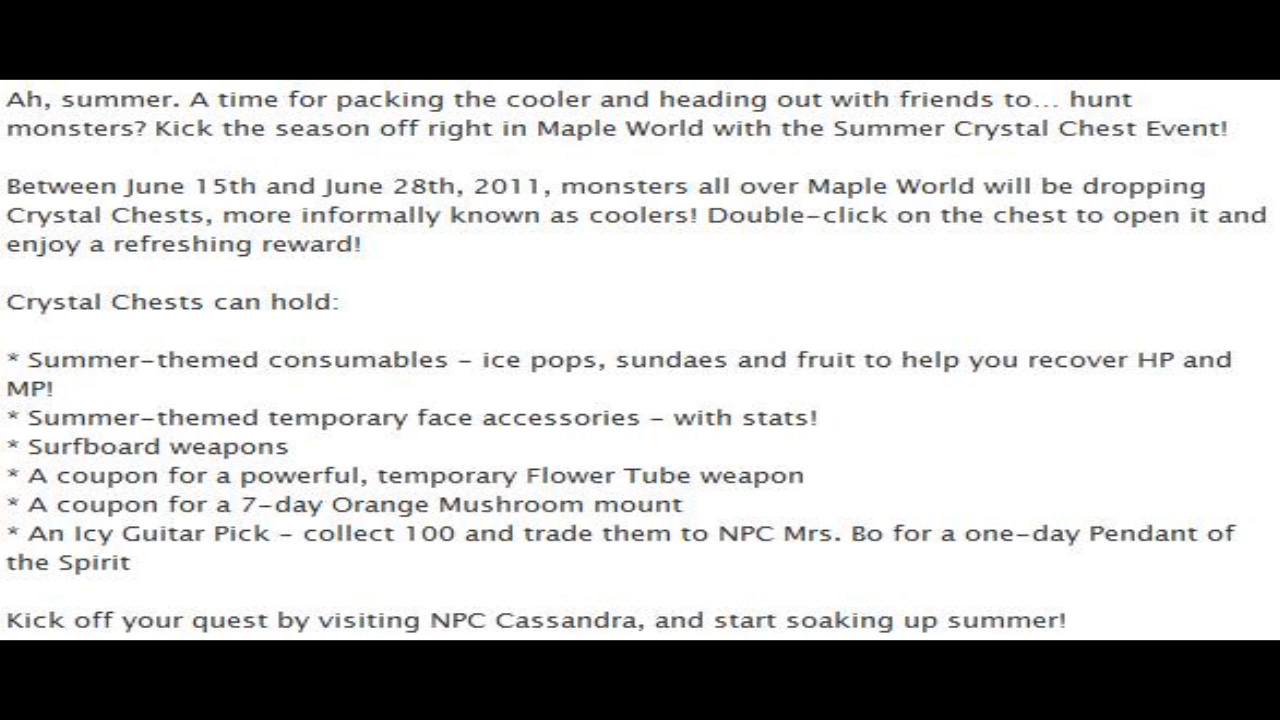 Ah, summer. A time for packing the cooler and heading out with friends to... hunt
monsters? Kick the season off right in Maple World with the Summer Crystal Chest Event!
Between June 15th and June 28th, 2011, monsters all over Maple World will be dropping
Crystal Chests, more informally known as coolers! Double-click on the chest to open it and
enjoy a refreshing reward!
Crystal Chests can hold:
* Summer-themed consumables - ice pops, sundaes and fruit to help you recover HP and
MP!
* Summer-themed temporary face accessories - with stats!
* Surfboard weapons
* A coupon for a powerful, temporary Flower Tube weapon
* A coupon for a 7-day Orange Mushroom mount
* An Icy Guitar Pick - collect 100 and trade them to NPC Mrs. Bo for a one-day Pendant of
the Spirit
Kick off your quest by visiting NPC Cassandra, and start soaking up summer!